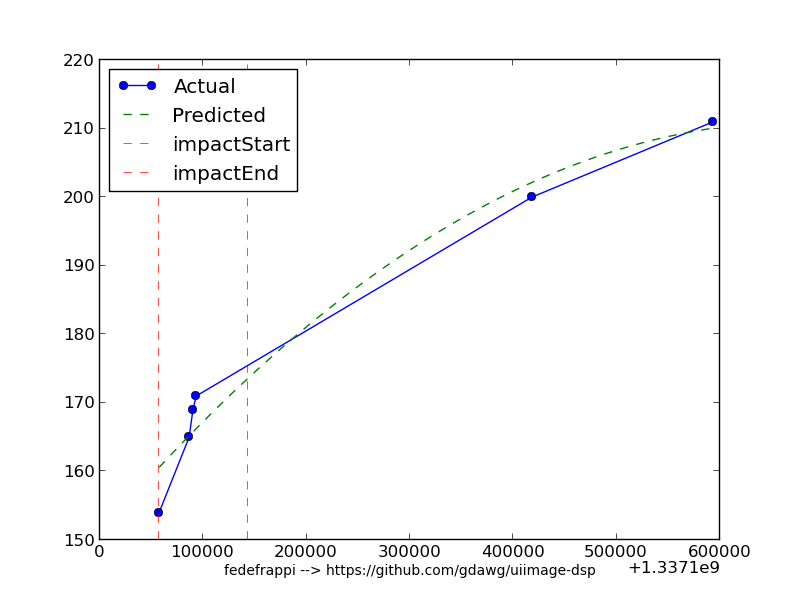 220
210
200
190
180
170
160
150
Actual
Predicted
impactStart
impactEnd
0 100000 200000 300000 400000 500000 600000
+1.3371e9
fedefrappi --> https://github.com/gdawg/uiimage-dsp